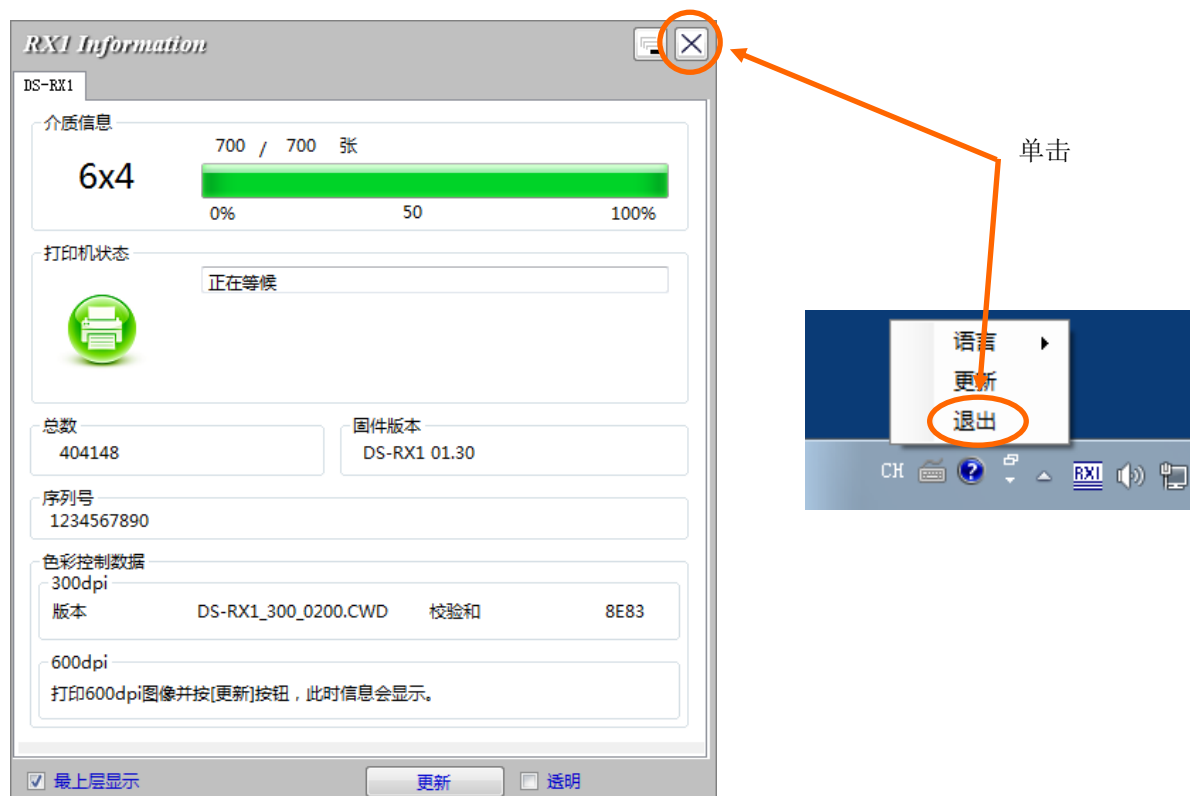 RX1 Information
DS-RX1
介质信息
700 / 700 张
6x4
0% 50 100%
打印机状态
正在等候
总数
404148
固件版本
DS-RX1 01.30
序列号
1234567890
色彩控制数据
300dpi
版本 DS-RX1_300_0200.CWD 校验和 8E83
600dpi
打印600dpi图像并按[更新]按钮，此时信息会显示。
最上层显示 更新 透明
单击
语言
更新
退出
CH RX1